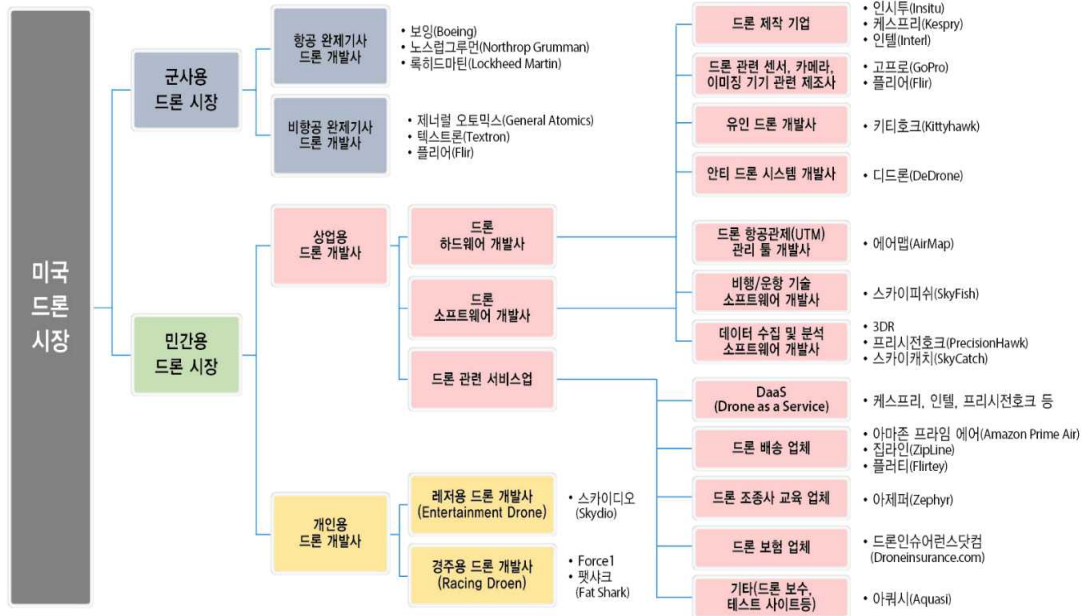 미국
드론
시장
군사용
드론 시장
항공 완제기사
드론 개발사
• 보잉(Boeing)
• 노스럽그루먼(Northrop Grumman)
• 록히드마틴(Lockheed Martin)
비항공 완제기사
드론 개발사
• 제너럴 오토믹스(General Atomics)
• 텍스트론(Textron)
• 플리어(Flir)
민간용
드론 시장
상업용
드론 개발사
드론
하드웨어 개발사
드론 제작 기업
• 인시투(Insitu)
• 케스프리(Kespry)
• 인텔(Interl)
드론 관련 센서, 카메라,
이미징 기기 관련 제조사
• 고프로(GoPro)
• 플리어(Flir)
유인 드론 개발사
• 키티호크(Kittyhawk)
안티 드론 시스템 개발사
• 디드론(DeDrone)
드론
소프트웨어 개발사
드론 항공관제(UTM)
관리 툴 개발사
• 에어맵(AirMap)
비행/운항 기술
소프트웨어 개발사
• 스카이피쉬(SkyFish)
데이터 수집 및 분석
소프트웨어 개발사
• 3DR
• 프리시전호크(PrecisionHawk)
• 스카이캐치(SkyCatch)
드론 관련 서비스업
DaaS
(Drone as a Service)
• 케스프리, 인텔, 프리시전호크 등
드론 배송 업체
• 아마존 프라임 에어(Amazon Prime Air)
• 집라인(ZipLine)
• 플러티(Flirtey)
드론 조종사 교육 업체
• 아제퍼(Zephyr)
드론 보험 업체
• 드론인슈어런스닷컴
(Droneinsurance.com)
기타(드론 보수,
테스트 사이트등)
• 아쿼시(Aquasi)
개인용
드론 개발사
레저용 드론 개발사
(Entertainment Drone)
• 스카이디오
(Skydio)
경주용 드론 개발사
(Racing Droen)
• Force1
• 팻샤크
(Fat Shark)